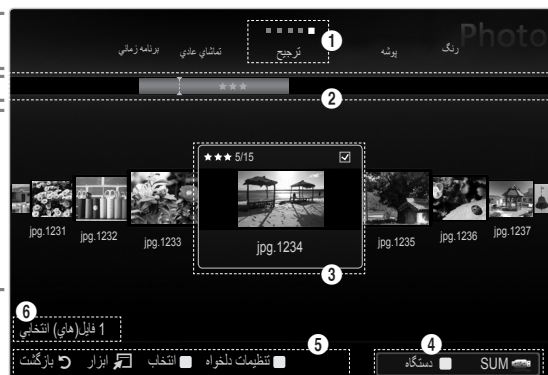 Photo
رنگ
پوشه
ترجيح
تماشاي عادي
برنامه زماني
1
★★★
2
★★★ 5/15
jpg.1231
jpg.1232
jpg.1233
jpg.1234
jpg.1235
jpg.1236
jpg.1237
3
6
1 فايل(هاي) انتخابي
5
4
SUM
دستگاه
تنظيمات دلخواه
انتخاب
ابزار
بازگشت